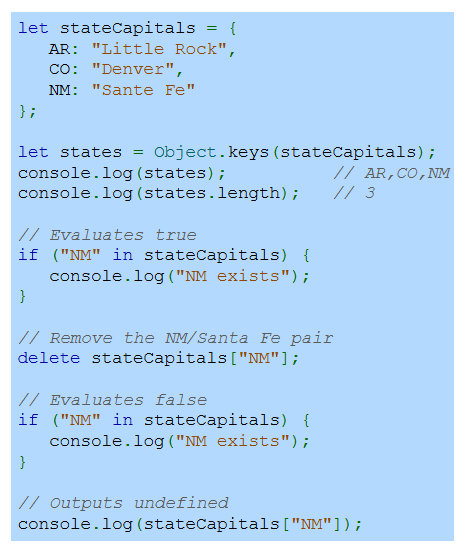 let stateCapitals = {
   AR: "Little Rock",
   CO: "Denver",
   NM: "Sante Fe"
};
let states = Object.keys(stateCapitals);
console.log(states);           // AR,CO,NM
console.log(states.length);    // 3
// Evaluates true
if ("NM" in stateCapitals) {
   console.log("NM exists");
}
// Remove the NM/Santa Fe pair
delete stateCapitals["NM"];
// Evaluates false
if ("NM" in stateCapitals) {
   console.log("NM exists");
}
// Outputs undefined
console.log(stateCapitals["NM"]);